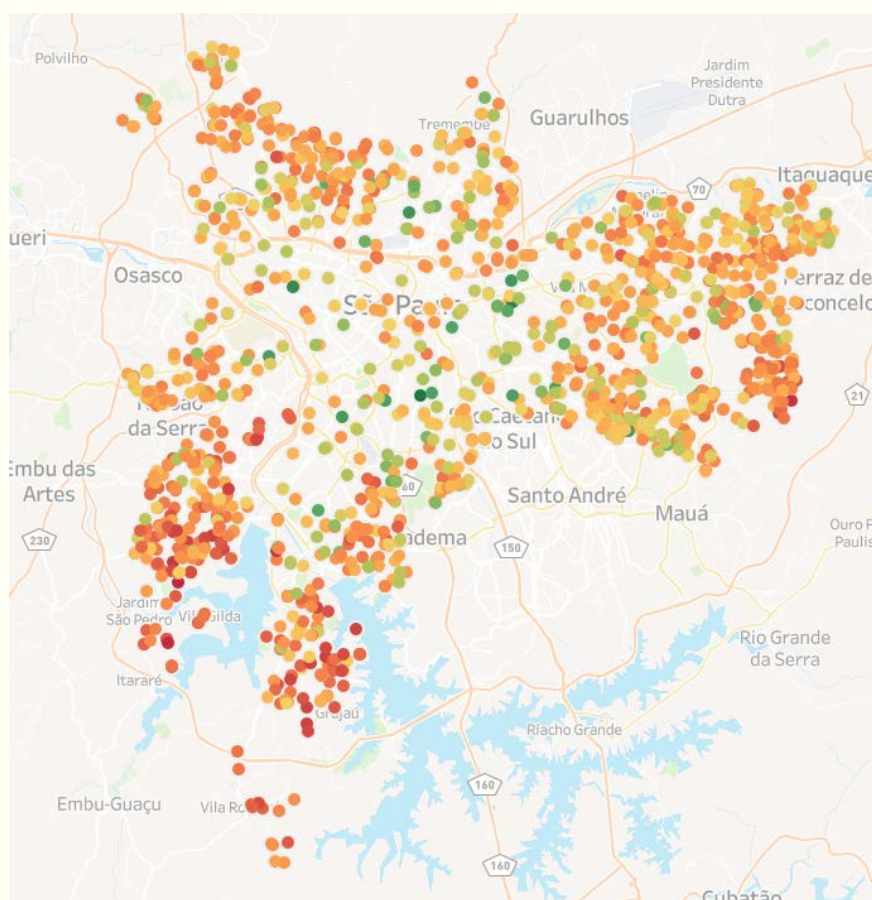 Polvilho
Jardim
Presidente
Dutra
Guarulhos
Tremembé
Itaquaque
70
ueri
Osasco
São Paulo
Ferraz de
sconcelo
21
da Serra
São Caetano
do Sul
Embu das
Artes
60
Santo André
Mauá
230
adema
150
Ouro F
Paulis
Jardim
São Pedro
Vila Gilda
Rio Grande
da Serra
Itararé
Grajaú
Riacho Grande
160
Embu-Guaçu
Vila Ro
160
Cubatão